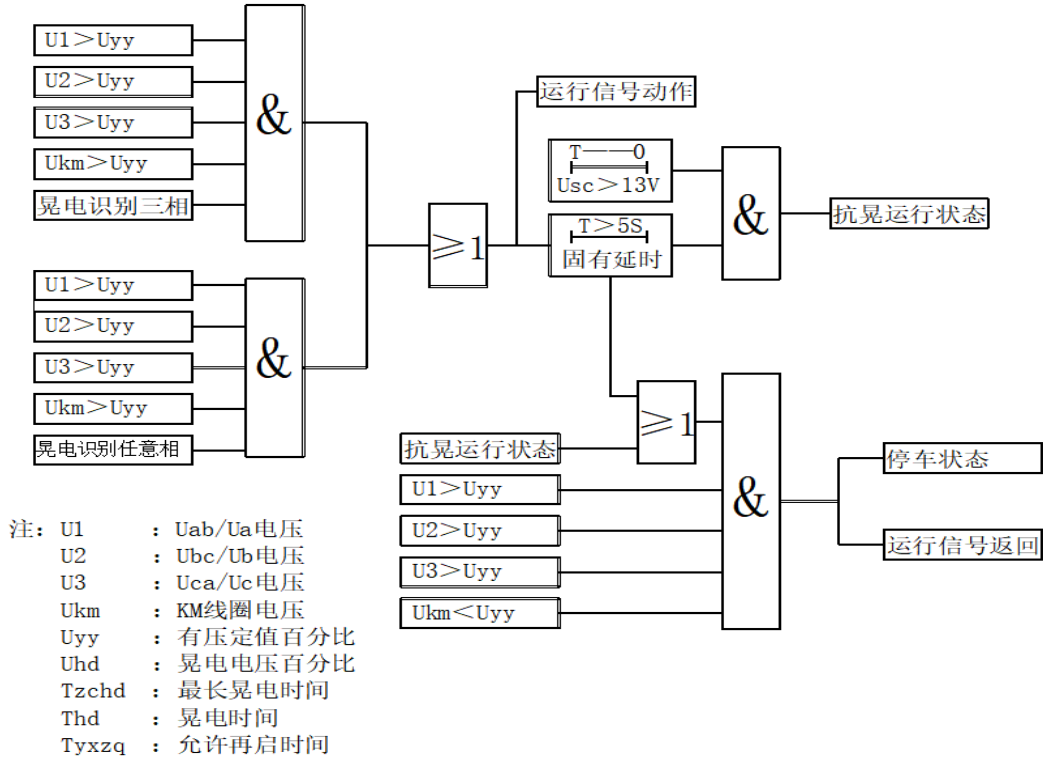 U1＞Uyy
U2＞Uyy
U3＞Uyy
Ukm＞Uyy
晃电识别三相
&
U1＞Uyy
U2＞Uyy
U3＞Uyy
Ukm＞Uyy
晃电识别任意相
&
≥1
运行信号动作
T——0
Usc＞13V
T＞5S
固有延时
&
抗晃运行状态
≥1
抗晃运行状态
U1＞Uyy
U2＞Uyy
U3＞Uyy
Ukm＜Uyy
&
停车状态
运行信号返回
注：U1 ：Uab/Ua电压
U2 ：Ubc/Ub电压
U3 ：Uca/Uc电压
Ukm ：KM线圈电压
Uyy ：有压定值百分比
Uhd ：晃电电压百分比
Tzchd ：最长晃电时间
Thd ：晃电时间
Tyxzq ：允许再启时间